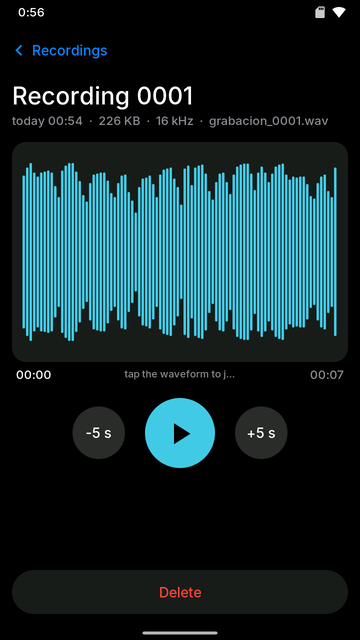 0:56
Recordings
Recording 0001
today 00:54 · 226 KB · 16 kHz · grabacion_0001.wav
00:00 tap the waveform to j... 00:07
-5 s +5 s
Delete